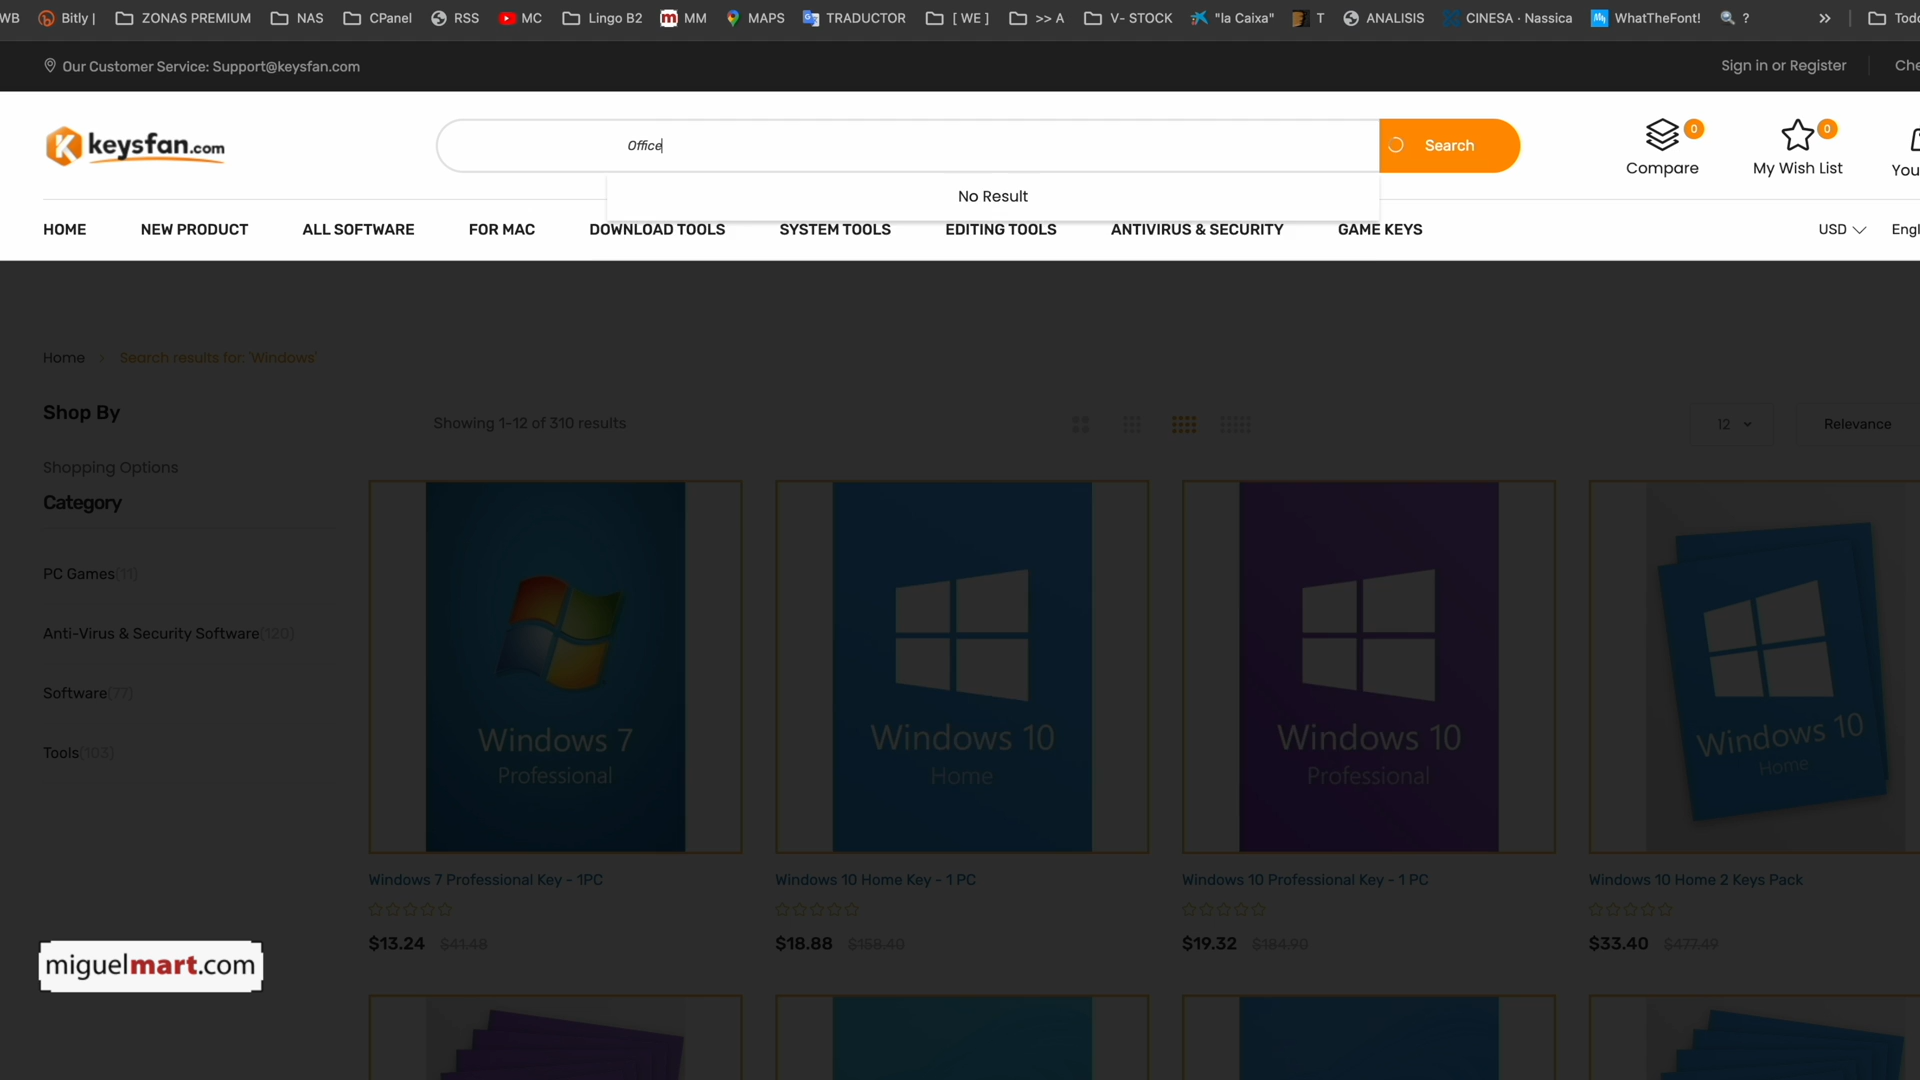 WB Bitly | ZONAS PREMIUM NAS CPanel RSS MC Lingo B2 MM MAPS TRADUCTOR [ WE ] >> A V- STOCK "la Caixa" T ANALISIS CINESA · Nassica WhatTheFont! ? » Todo
Our Customer Service: Support@keysfan.com Sign in or Register Che
keysfan.com Office Search 0 0
Compare My Wish List You
No Result
HOME NEW PRODUCT ALL SOFTWARE FOR MAC DOWNLOAD TOOLS SYSTEM TOOLS EDITING TOOLS ANTIVIRUS & SECURITY GAME KEYS USD Engl
Home > Search results for: 'Windows'
Shop By
Showing 1-12 of 310 results 12 Relevance
Shopping Options
Category
PC Games(11)
Anti-Virus & Security Software(120)
Software(77)
Tools(103)
Windows 7
Professional
Windows 10
Home
Windows 10
Professional
Windows 10
Home
Windows 7 Professional Key - 1PC
Windows 10 Home Key - 1 PC
Windows 10 Professional Key - 1 PC
Windows 10 Home 2 Keys Pack
$13.24 $41.48
$18.88 $158.40
$19.32 $184.90
$33.40 $477.49
miguelmart.com